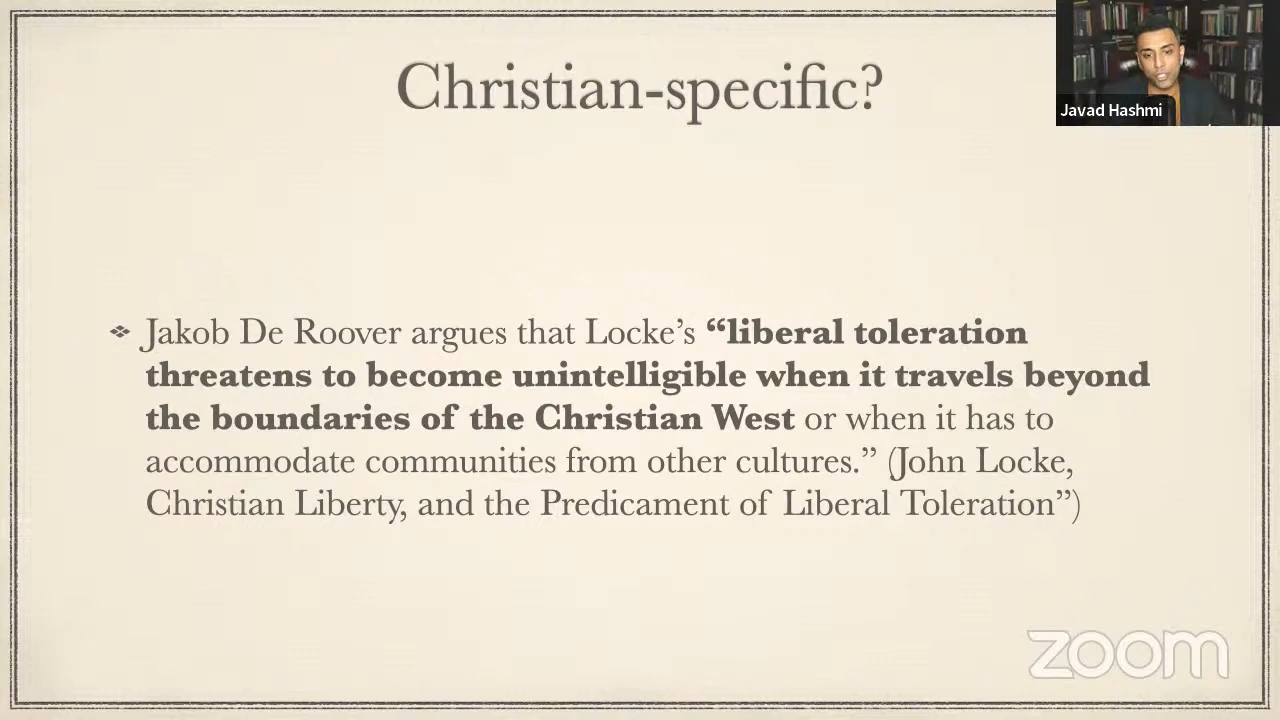 Christian-specific?
Javad Hashmi
Jakob De Roover argues that Locke’s “liberal toleration
threatens to become unintelligible when it travels beyond
the boundaries of the Christian West or when it has to
accommodate communities from other cultures.” (John Locke,
Christian Liberty, and the Predicament of Liberal Toleration”)
zoom